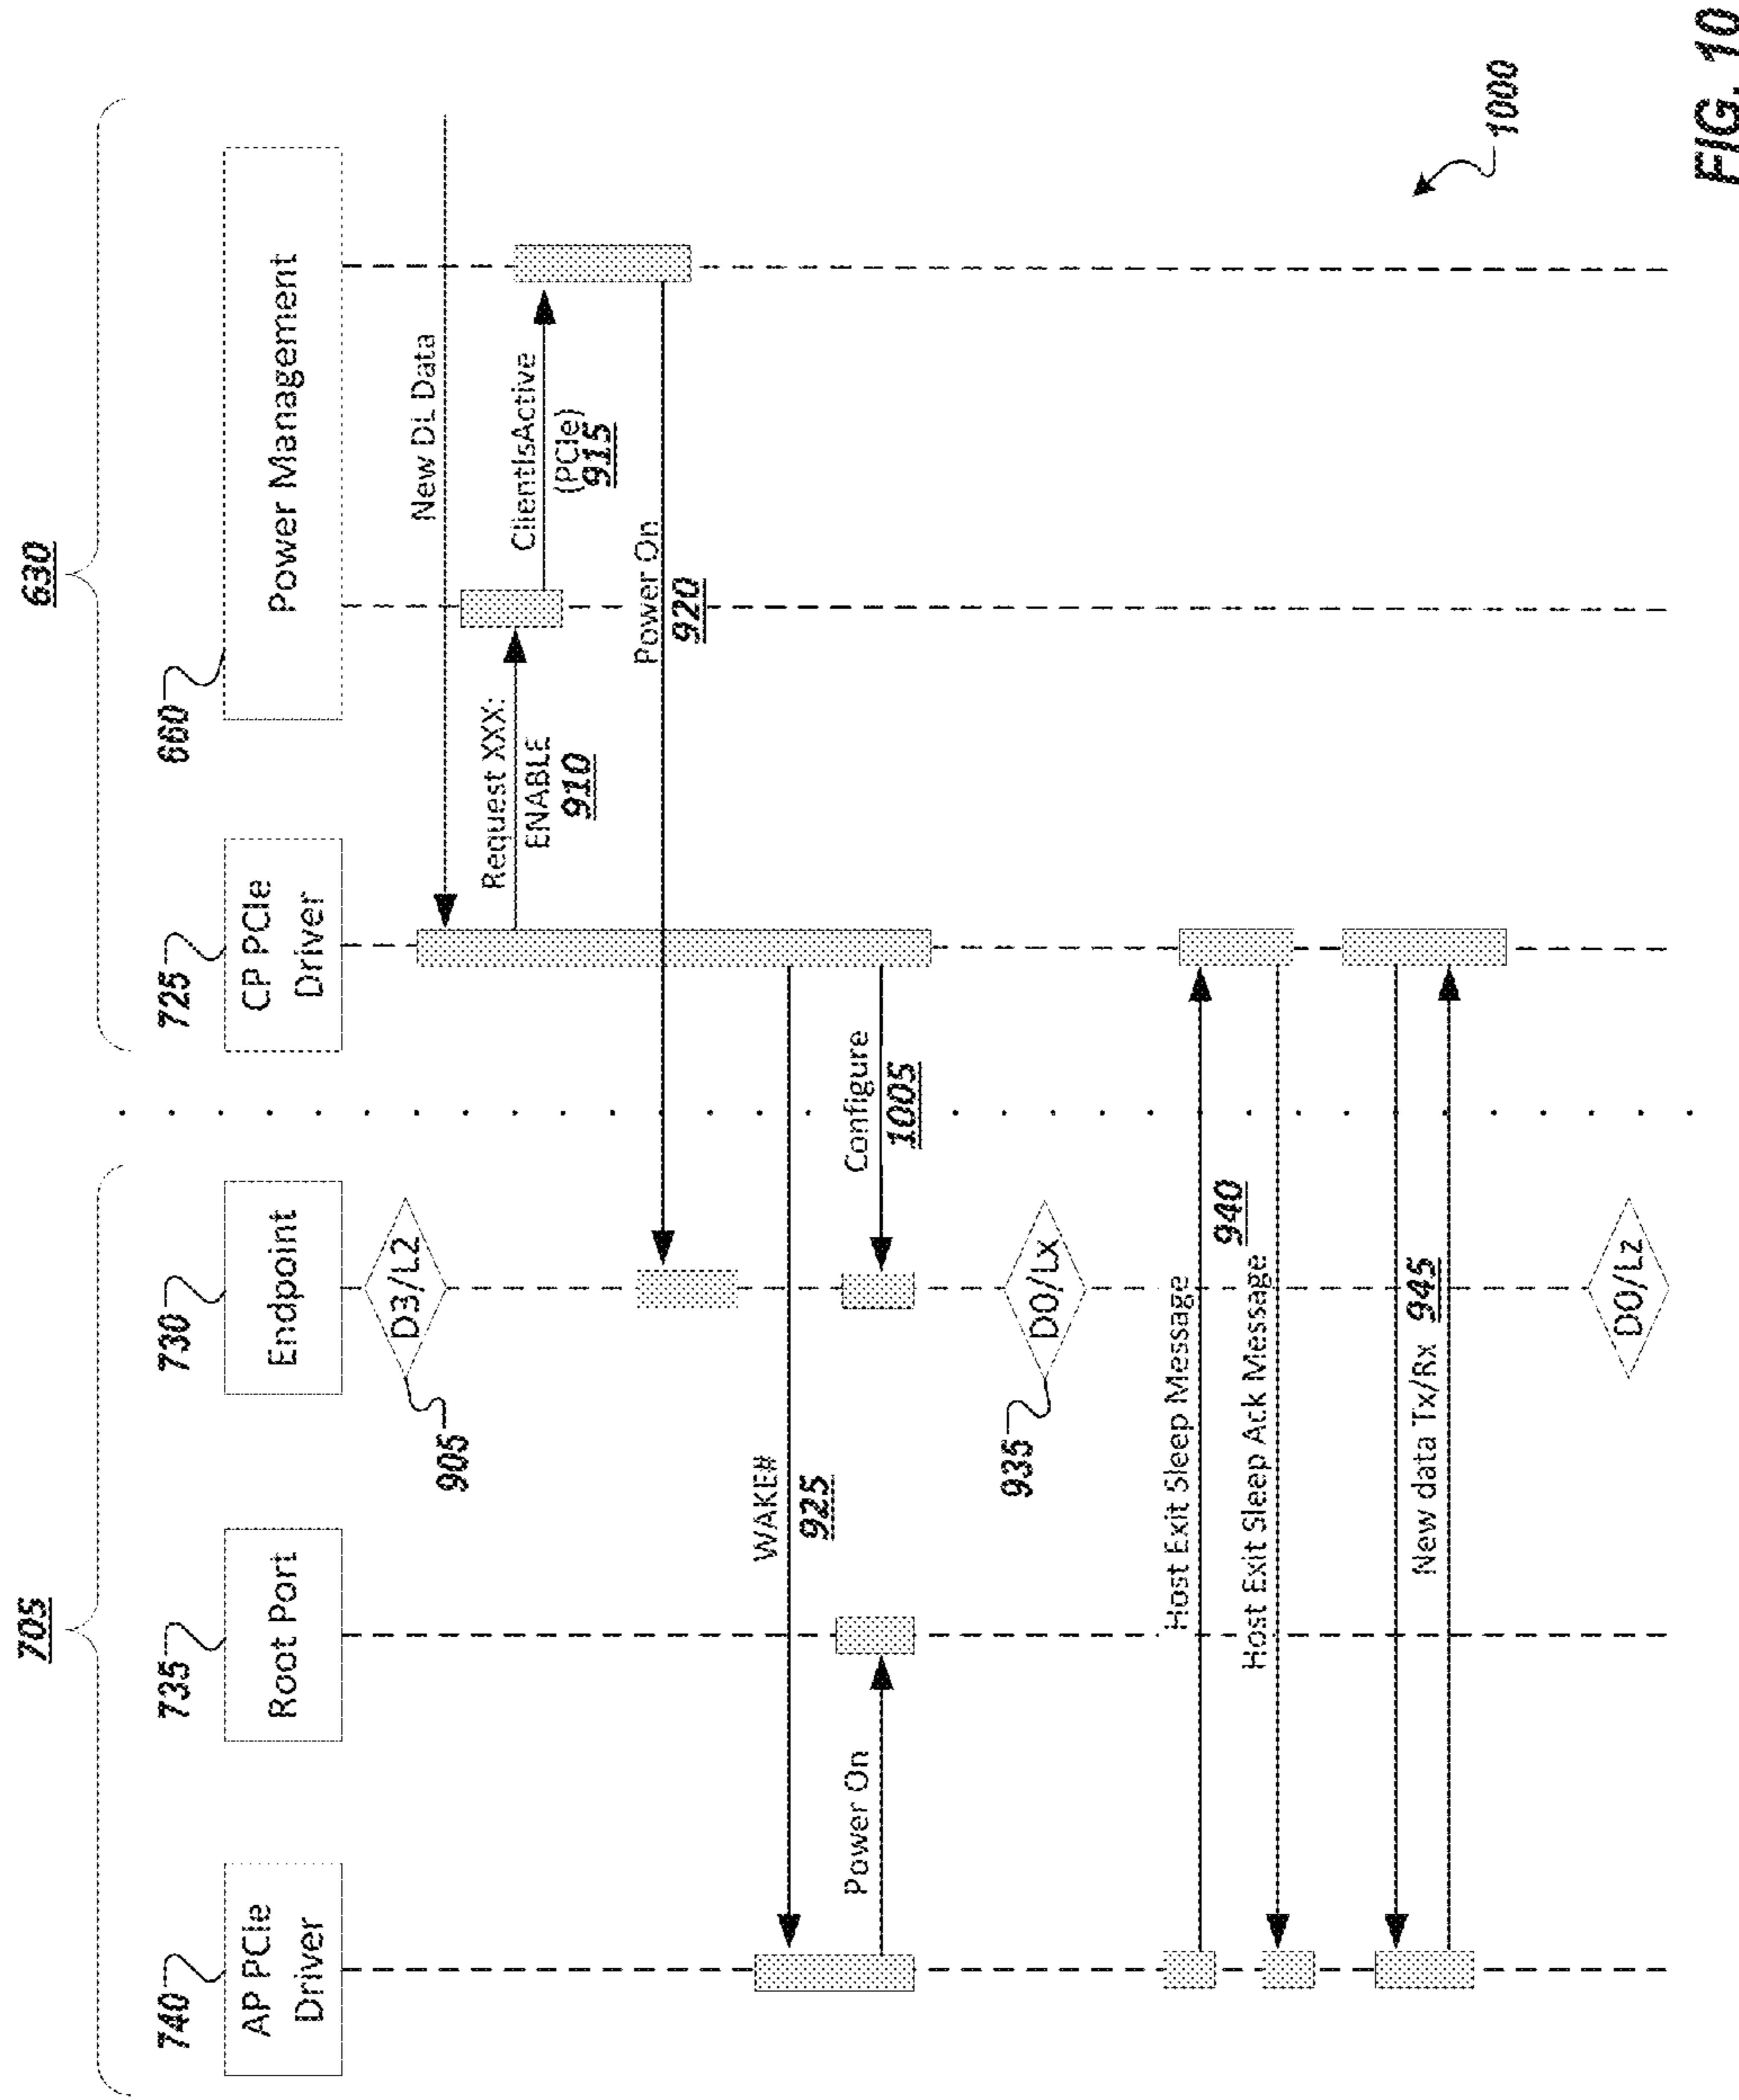 705
630
740
735
730
725
660
AP PCIe
Driver
Root Port
Endpoint
CP PCIe
Driver
Power Management
D3/L2
905
New DL Data
Request XXX:
ENABLE
910
ClientIsActive
(PCIe)
915
Power On
920
WAKE#
925
Power On
Configure
1005
D0/Lx
935
Host Exit Sleep Message
940
Host Exit Sleep Ack Message
New data Tx/Rx 945
D0/Lz
1000
FIG. 10